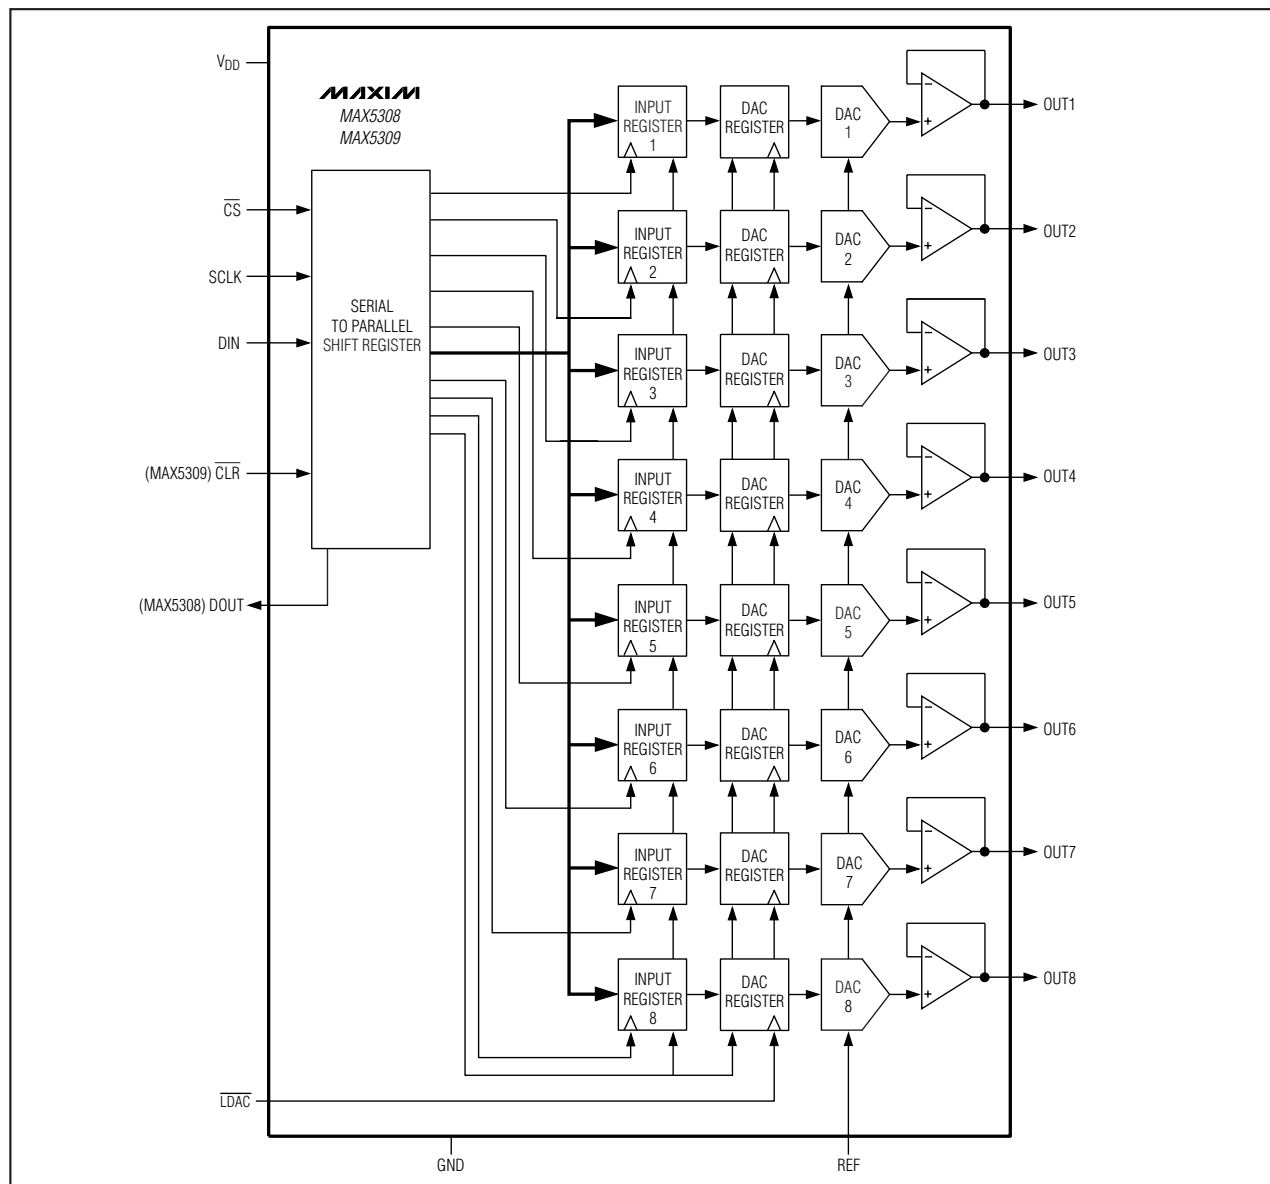 V_DD
MAXIM
MAX5308
MAX5309
CS
SCLK
DIN
(MAX5309) CLR
(MAX5308) DOUT
LDAC
GND
REF
SERIAL
TO PARALLEL
SHIFT REGISTER
INPUT
REGISTER
1
DAC
REGISTER
DAC
1
−
+
OUT1
INPUT
REGISTER
2
DAC
REGISTER
DAC
2
−
+
OUT2
INPUT
REGISTER
3
DAC
REGISTER
DAC
3
−
+
OUT3
INPUT
REGISTER
4
DAC
REGISTER
DAC
4
−
+
OUT4
INPUT
REGISTER
5
DAC
REGISTER
DAC
5
−
+
OUT5
INPUT
REGISTER
6
DAC
REGISTER
DAC
6
−
+
OUT6
INPUT
REGISTER
7
DAC
REGISTER
DAC
7
−
+
OUT7
INPUT
REGISTER
8
DAC
REGISTER
DAC
8
−
+
OUT8